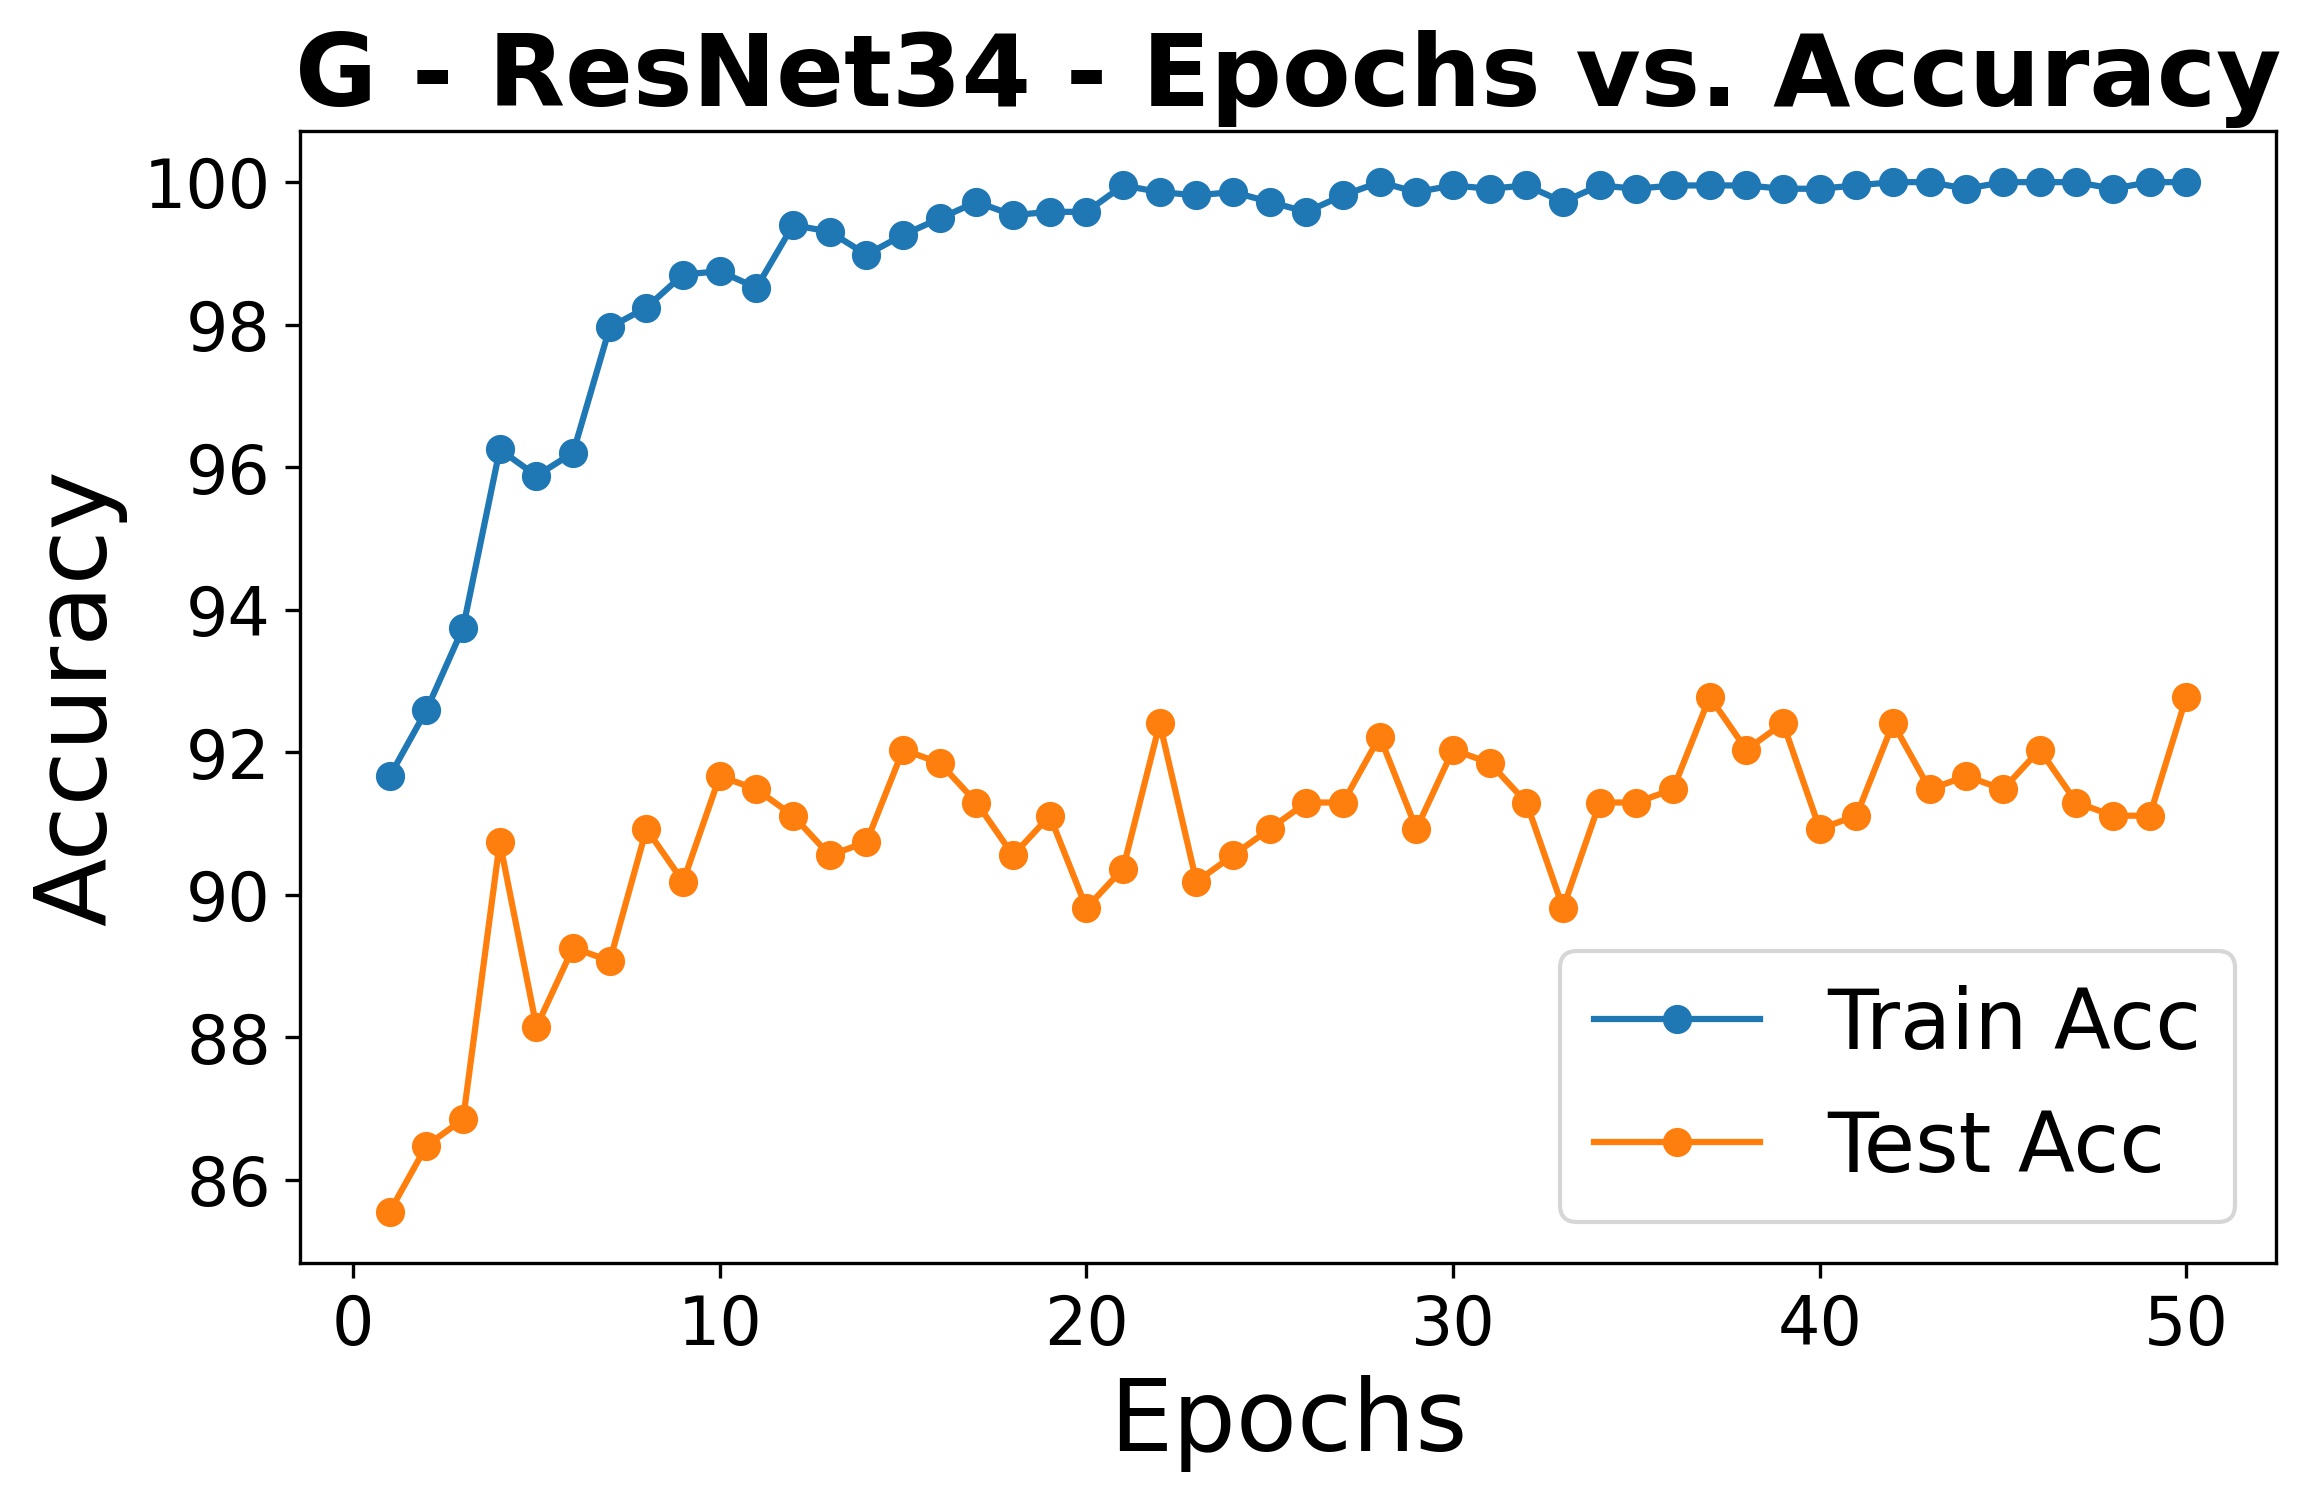 G - ResNet34 - Epochs vs. Accuracy
Accuracy
100
98
96
94
92
90
88
86
Train Acc
Test Acc
0 10 20 30 40 50
Epochs